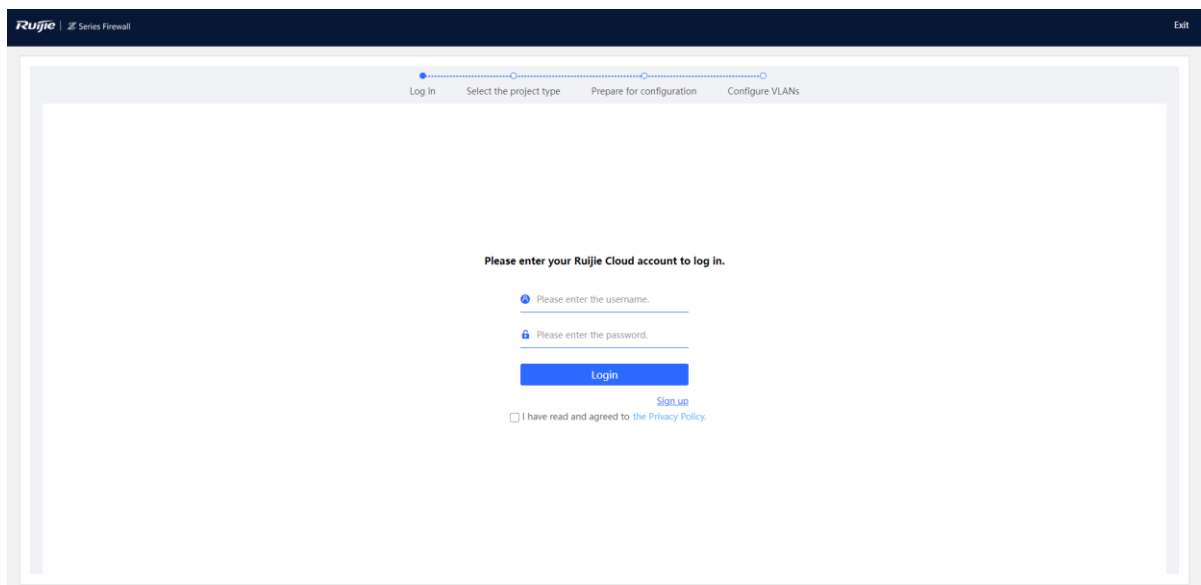 Ruijie | Z Series Firewall Exit
Log in Select the project type Prepare for configuration Configure VLANs
Please enter your Ruijie Cloud account to log in.
Please enter the username.
Please enter the password.
Login
Sign up
I have read and agreed to the Privacy Policy.